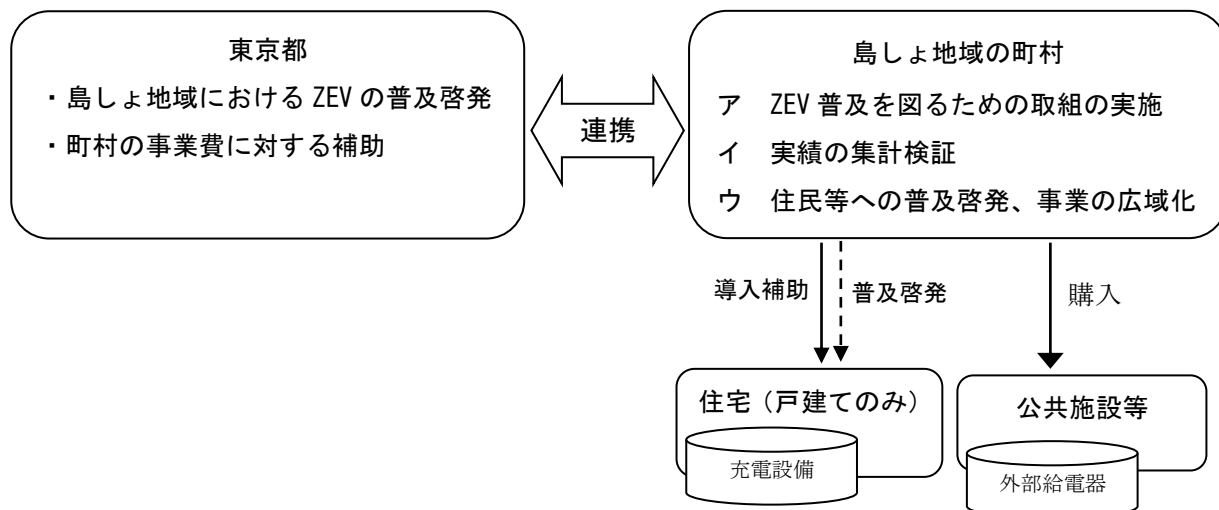 東京都
・島しょ地域における ZEV の普及啓発
・町村の事業費に対する補助
連携
島しょ地域の町村
ア ZEV 普及を図るための取組の実施
イ 実績の集計検証
ウ 住民等への普及啓発、事業の広域化
導入補助
普及啓発
購入
住宅（戸建てのみ）
充電設備
公共施設等
外部給電器